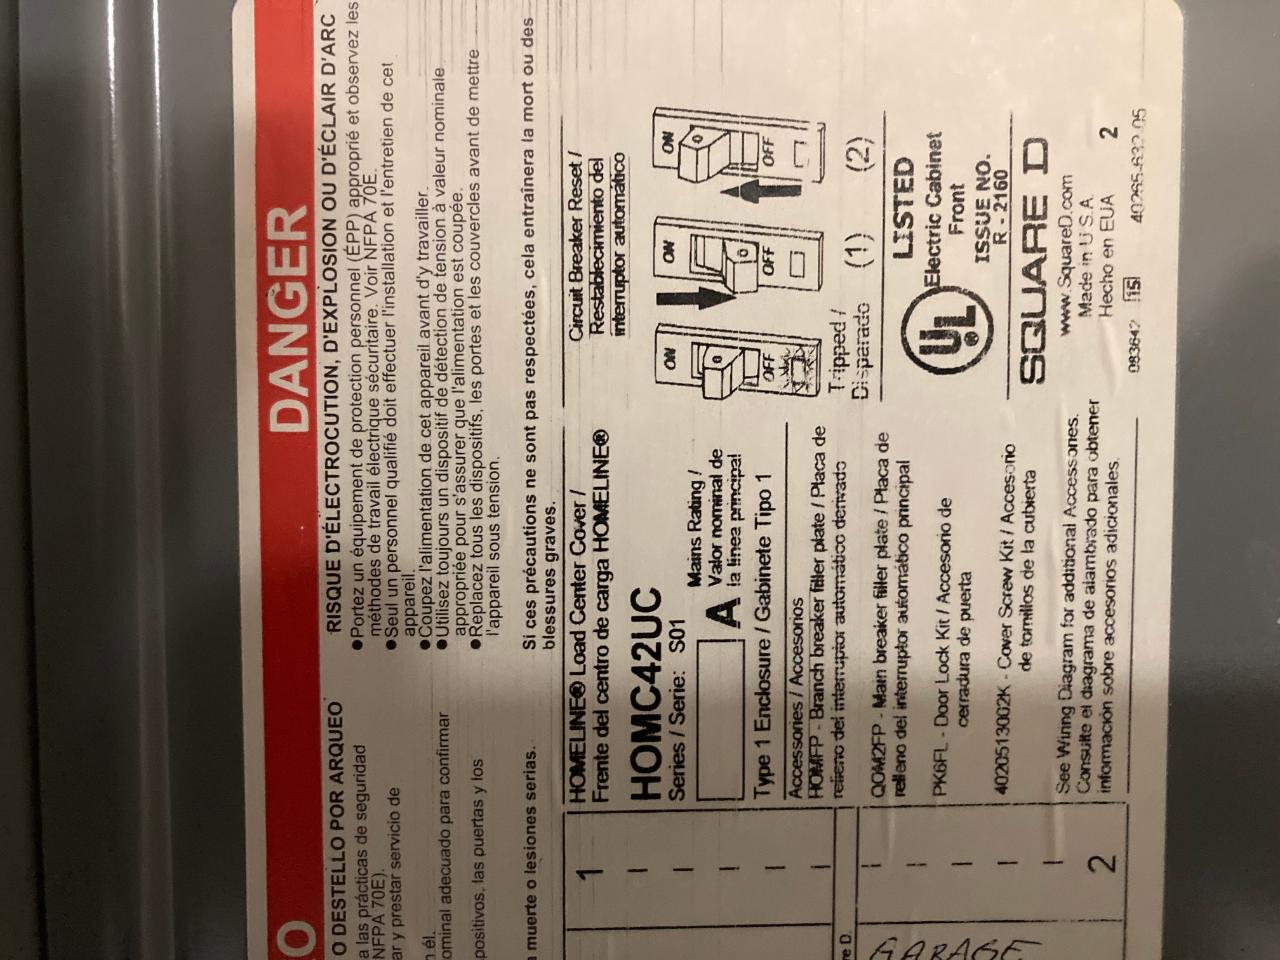 DANGER
RISQUE D'ÉLECTROCUTION, D'EXPLOSION OU D'ÉCLAIR D'ARC
●Portez un équipement de protection personnel (ÉPP) approprié et observez les
méthodes de travail électrique sécuritaire. Voir NFPA 70E.
●Seul un personnel qualifié doit effectuer l'installation et l'entretien de cet
appareil.
●Coupez l'alimentation de cet appareil avant d'y travailler.
●Utilisez toujours un dispositif de détection de tension à valeur nominale
appropriée pour s'assurer que l'alimentation est coupée.
●Replacez tous les dispositifs, les portes et les couvercles avant de mettre
l'appareil sous tension.
Si ces précautions ne sont pas respectées, cela entraînera la mort ou des
blessures graves.
O
O DESTELLO POR ARQUEO
a las prácticas de seguridad
NFPA 70E).
ar y prestar servicio de
él.
ominal adecuado para confirmar
positivos, las puertas y los
muerte o lesiones serias.
HOMELINE® Load Center Cover /
Frente del centro de carga HOMELINE®
HOMC42UC
Series / Serie: S01
A
Mains Rating /
Valor nominal de
la línea principal
Type 1 Enclosure / Gabinete Tipo 1
Accessories / Accesorios
HOMFP - Branch breaker filler plate / Placa de
relleno del interruptor automático derivado
QOM2FP - Main breaker filler plate / Placa de
relleno del interruptor automático principal
PK6FL - Door Lock Kit / Accesorio de
cerradura de puerta
4020513002K - Cover Screw Kit / Accesorio
de tornillos de la cubierta
See Wiring Diagram for additional Accessories.
Consulte el diagrama de alambrado para obtener
información sobre accesorios adicionales.
Circuit Breaker Reset /
Restablecimiento del
interruptor automático
ON
OFF
ON
OFF
ON
OFF
Tripped /
Disparado
(1)
(2)
UL
®
LISTED
Electric Cabinet
Front
ISSUE NO.
R - 2160
SQUARE D
www.SquareD.com
Made in U.S.A.
Hecho en EUA
2
15
1
2
re D.
GARAGE